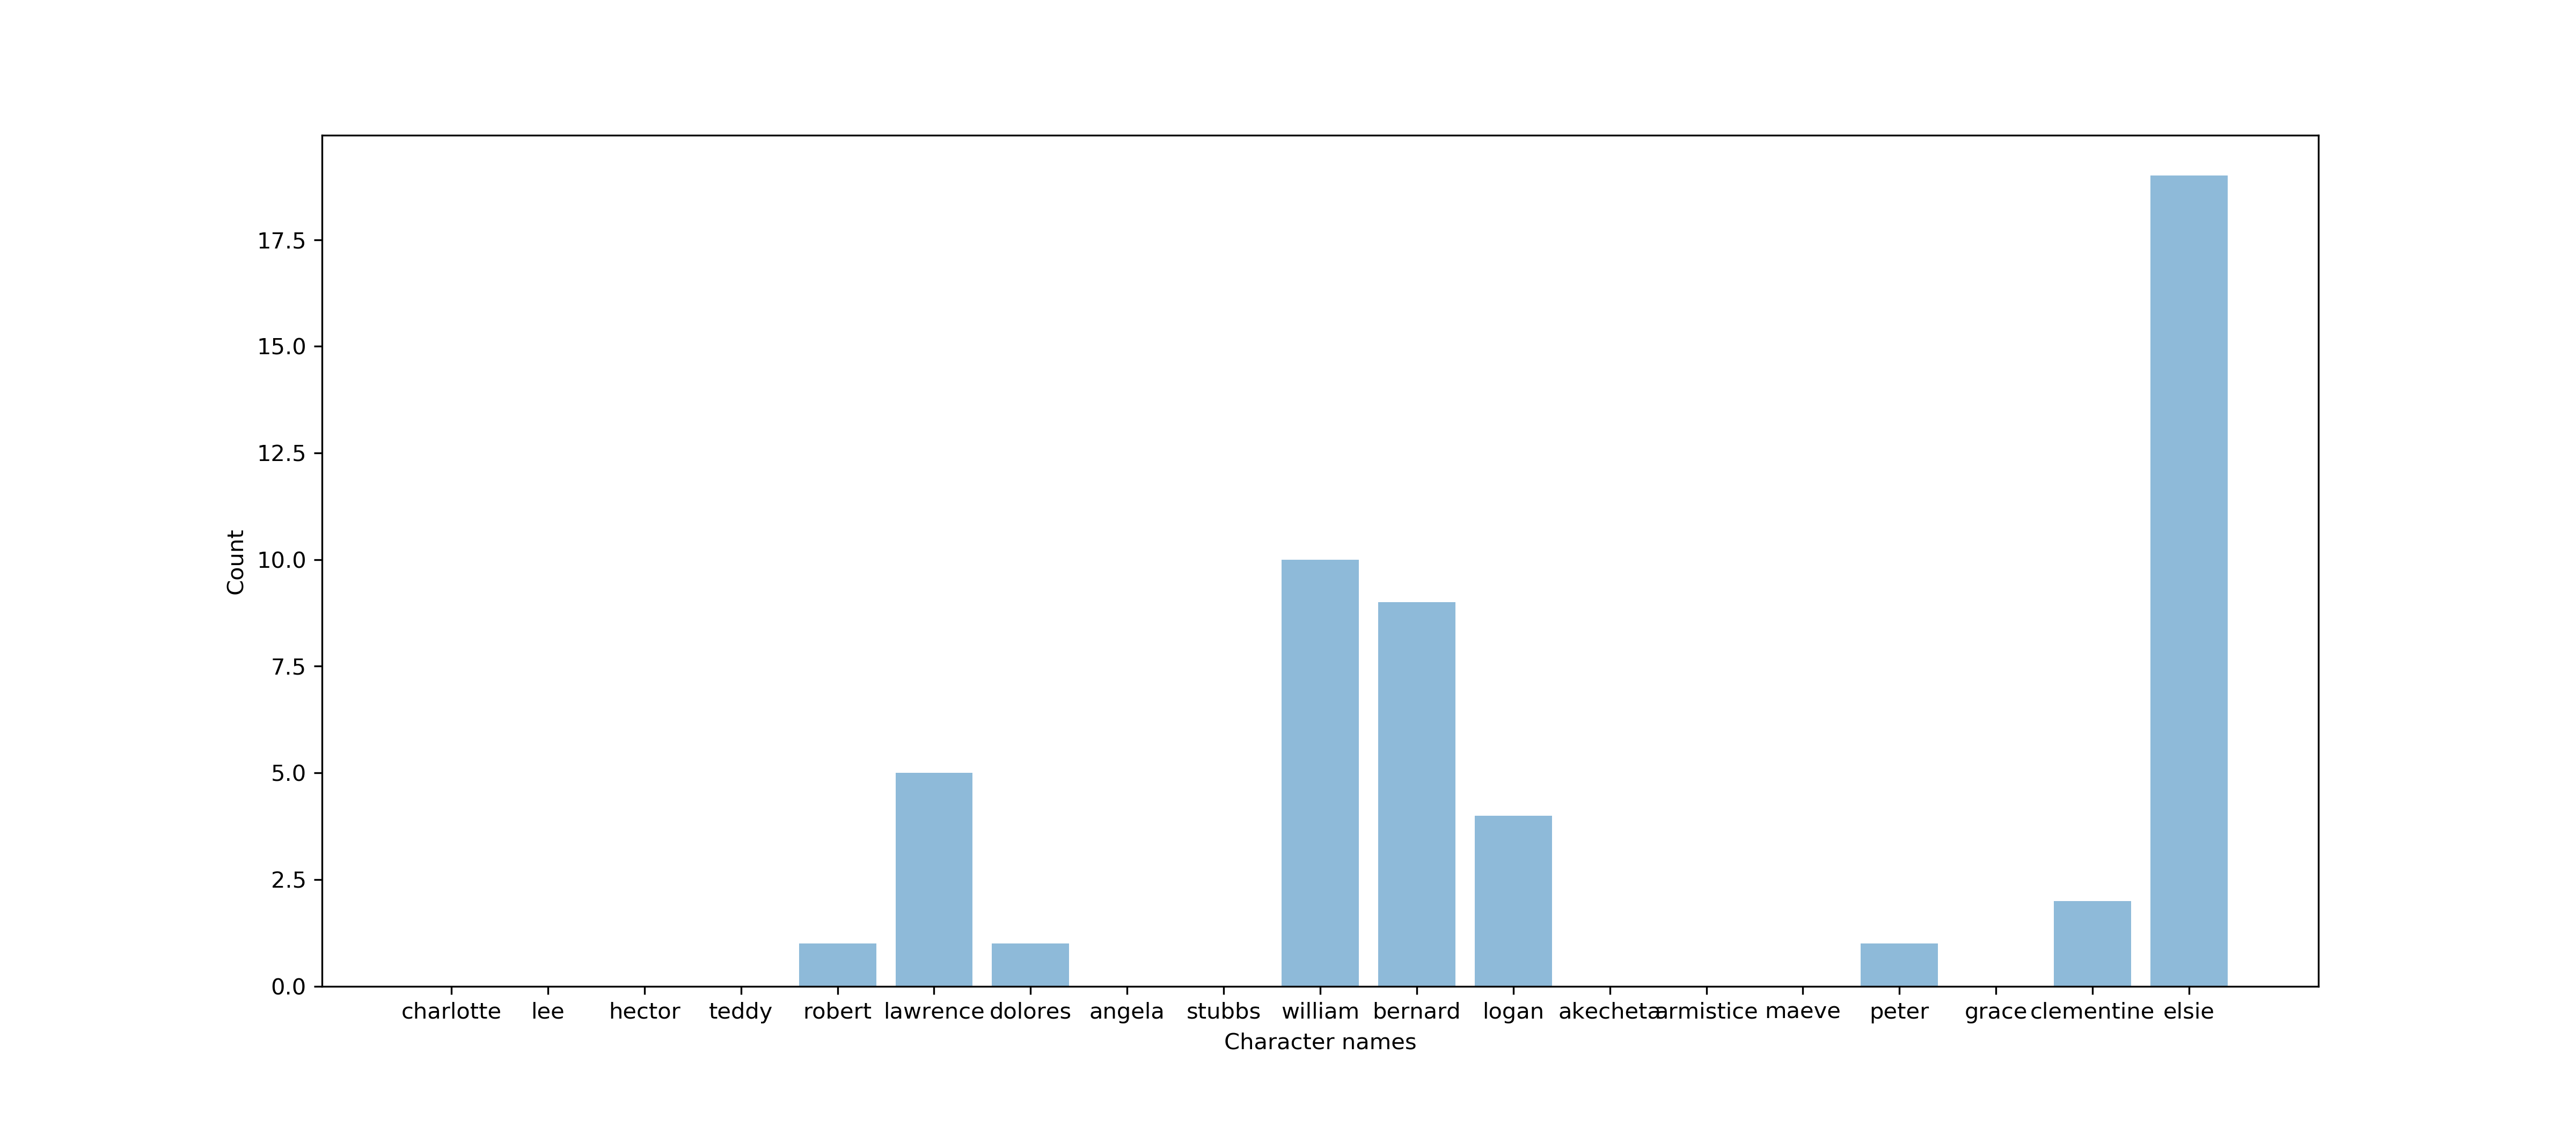 17.5
15.0
12.5
10.0
7.5
5.0
2.5
0.0
Count
charlotte lee hector teddy robert lawrence dolores angela stubbs william bernard logan akecheta armistice maeve peter grace clementine elsie
Character names